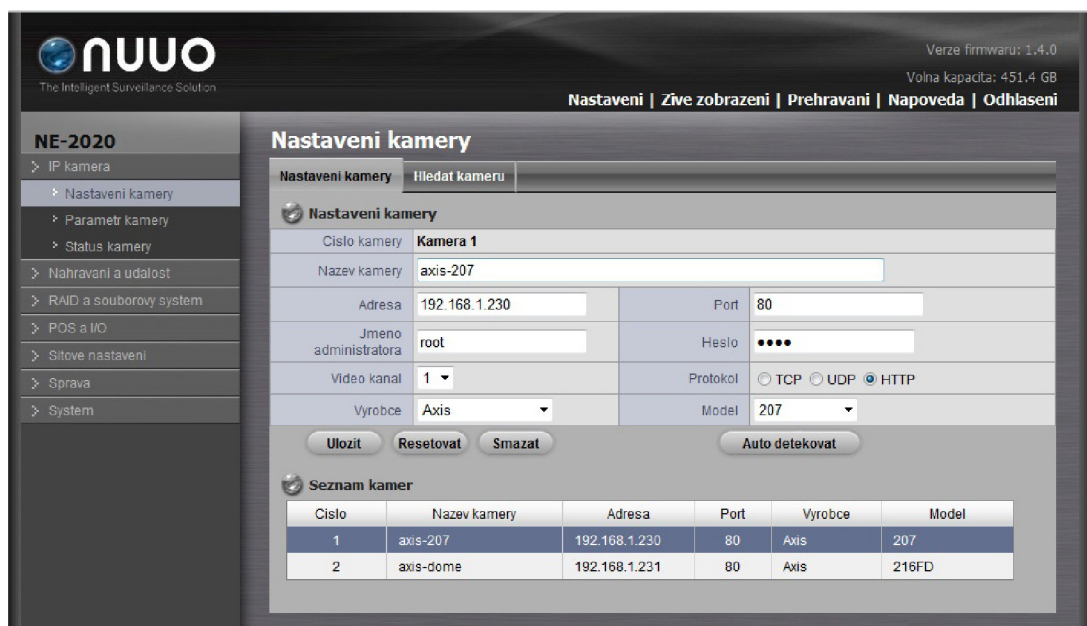 nuuo
The Intelligent Surveillance Solution
Verze firmwaru: 1.4.0
Volna kapacita: 451.4 GB
Nastaveni | Zive zobrazeni | Prehravani | Napoveda | Odhlaseni
NE-2020
IP kamera
Nastaveni kamery
Parametr kamery
Status kamery
Nahravani a udalost
RAID a souborovy system
POS a I/O
Sitove nastaveni
Sprava
System
Nastaveni kamery
Nastaveni kamery Hledat kameru
Nastaveni kamery
Cislo kamery Kamera 1
Nazev kamery axis-207
Adresa 192.168.1.230 Port 80
Jmeno administratora root Heslo ••••
Video kanal 1 Protokol TCP UDP HTTP
Vyrobce Axis Model 207
Ulozit Resetovat Smazat Auto detekovat
Seznam kamer
Cislo Nazev kamery Adresa Port Vyrobce Model
1 axis-207 192.168.1.230 80 Axis 207
2 axis-dome 192.168.1.231 80 Axis 216FD